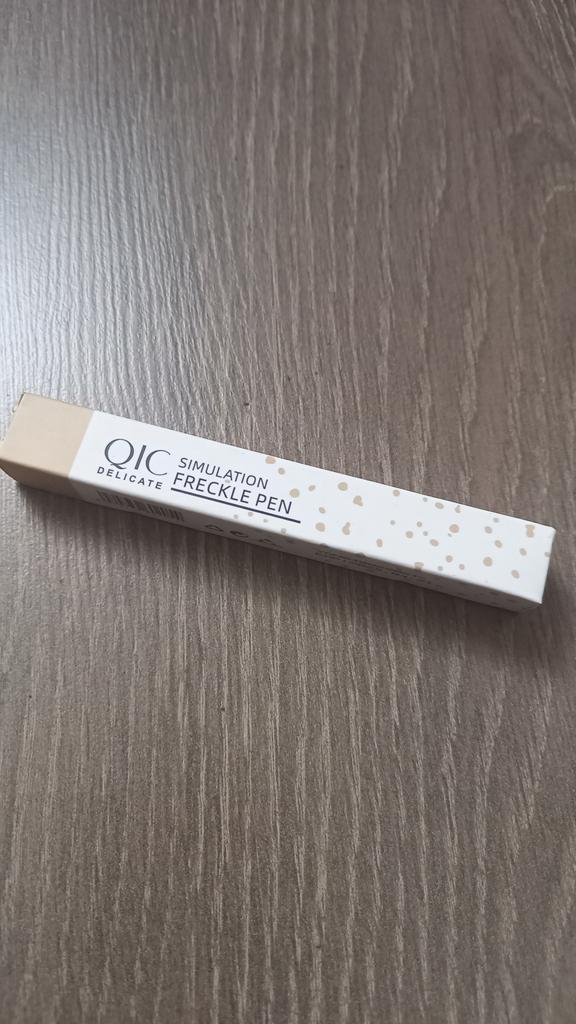 QIC
DELICATE
SIMULATION
FRECKLE PEN